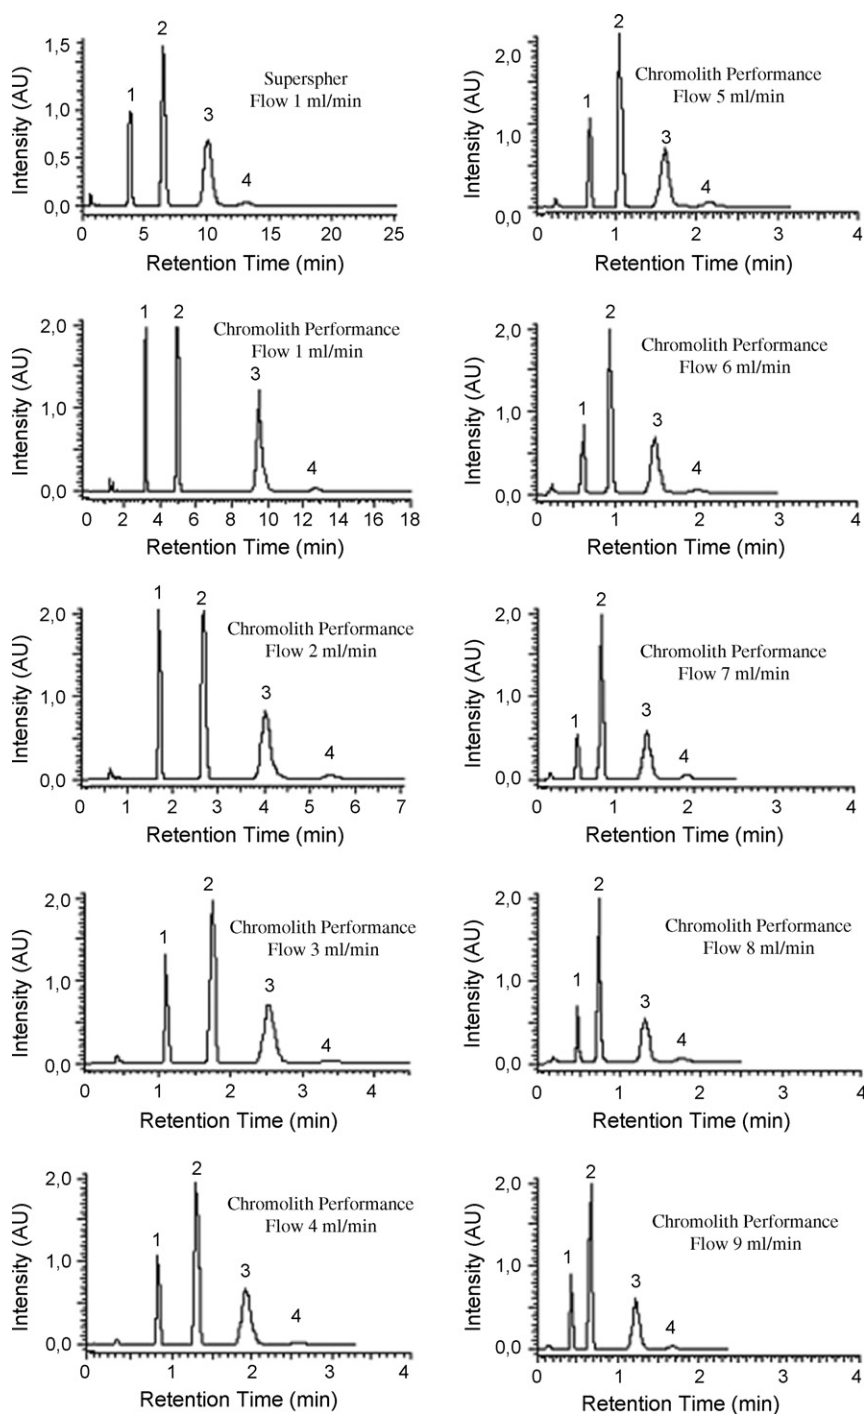 Intensity (AU)
1,5
1,0
0,5
0,0
1
2
3
4
Superspher
Flow 1 ml/min
0 5 10 15 20 25
Retention Time (min)
Intensity (AU)
2,0
1,0
0,0
1
2
3
4
Chromolith Performance
Flow 5 ml/min
0 1 2 3 4
Retention Time (min)
Intensity (AU)
2,0
1,0
0,0
1
2
3
4
Chromolith Performance
Flow 1 ml/min
0 2 4 6 8 10 12 14 16 18
Retention Time (min)
Intensity (AU)
2,0
1,0
0,0
1
2
3
4
Chromolith Performance
Flow 6 ml/min
0 1 2 3 4
Retention Time (min)
Intensity (AU)
2,0
1,0
0,0
1
2
3
4
Chromolith Performance
Flow 2 ml/min
0 1 2 3 4 5 6 7
Retention Time (min)
Intensity (AU)
2,0
1,0
0,0
1
2
3
4
Chromolith Performance
Flow 7 ml/min
0 1 2 3 4
Retention Time (min)
Intensity (AU)
2,0
1,0
0,0
1
2
3
4
Chromolith Performance
Flow 3 ml/min
0 1 2 3 4
Retention Time (min)
Intensity (AU)
2,0
1,0
0,0
1
2
3
4
Chromolith Performance
Flow 8 ml/min
0 1 2 3 4
Retention Time (min)
Intensity (AU)
2,0
1,0
0,0
1
2
3
4
Chromolith Performance
Flow 4 ml/min
0 1 2 3 4
Retention Time (min)
Intensity (AU)
2,0
1,0
0,0
1
2
3
4
Chromolith Performance
Flow 9 ml/min
0 1 2 3 4
Retention Time (min)